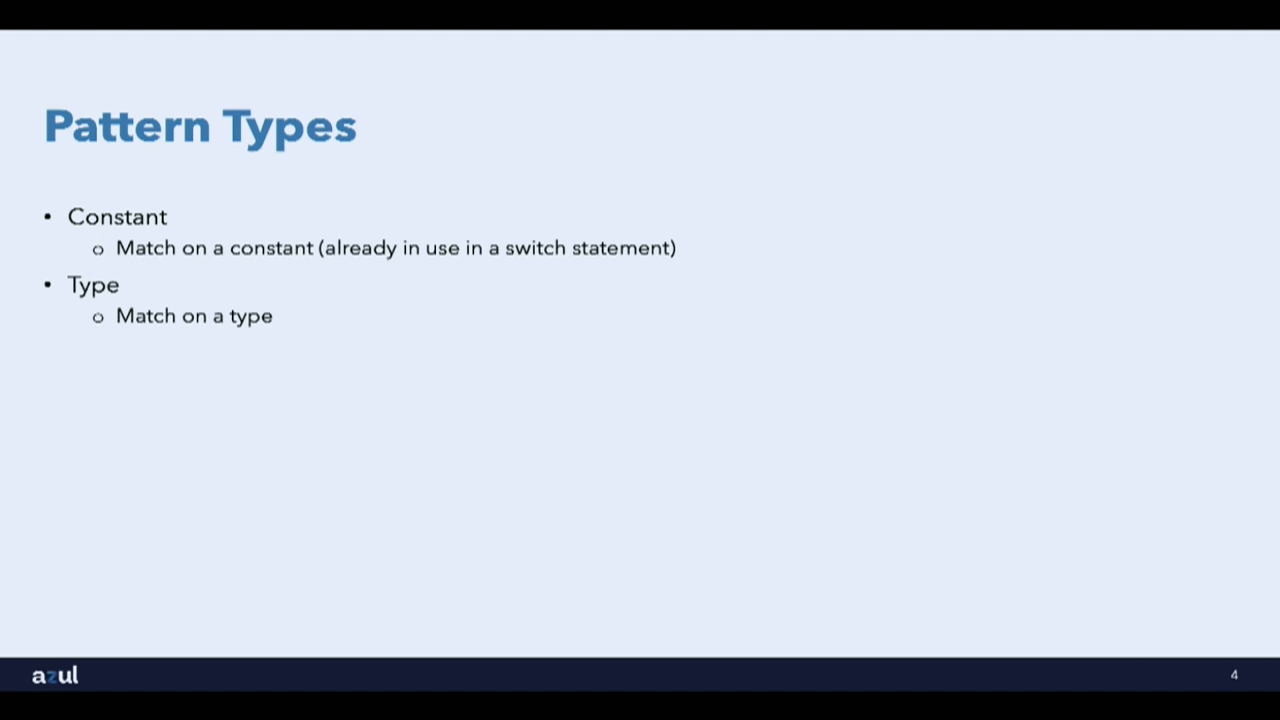 Pattern Types
• Constant
o Match on a constant (already in use in a switch statement)
• Type
o Match on a type
azul
4